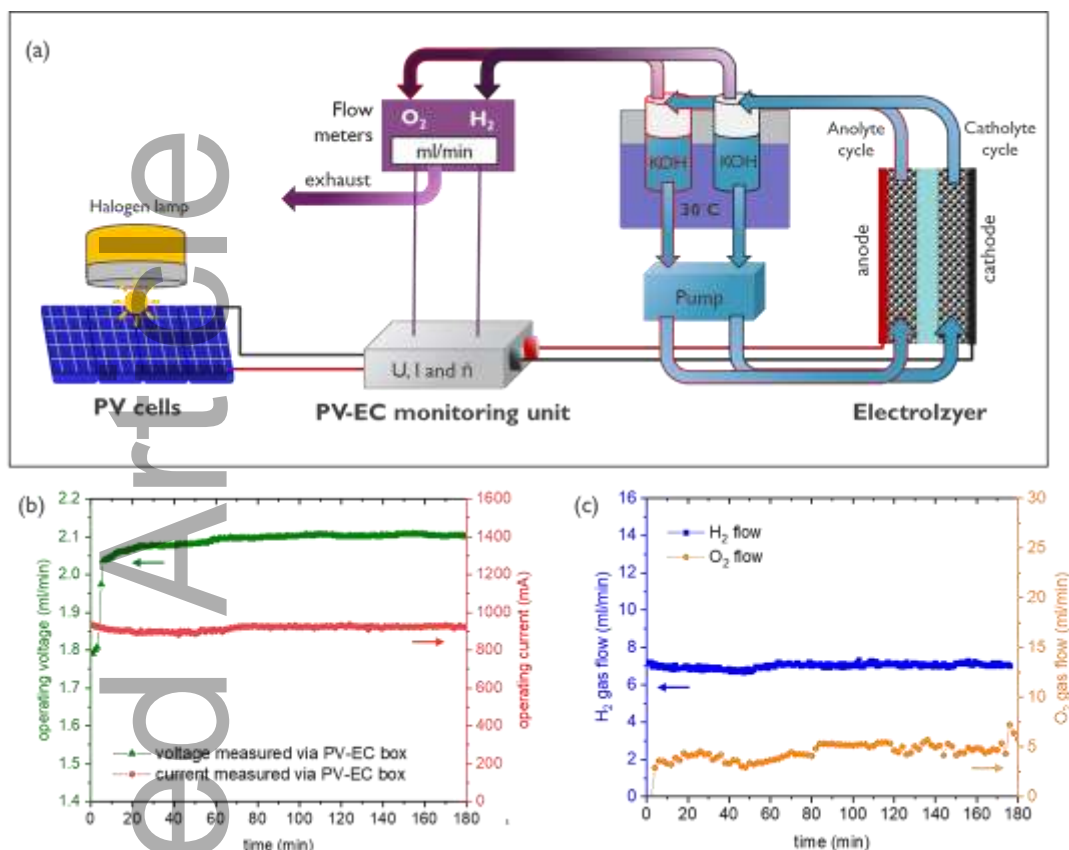 (a)
Flow
meters
O2 H2
ml/min
exhaust
Halogen lamp
KOH KOH
30°C
Pump
Anolyte
cycle
Catholyte
cycle
anode
cathode
U, I and ṅ
PV cells
PV-EC monitoring unit
Electrolzyer
ed Article
(b)
2.2
2.1
2.0
1.9
1.8
1.7
1.6
1.5
1.4
operating voltage (ml/min)
1600
1400
1200
1000
800
600
400
200
0
operating current (mA)
voltage measured via PV-EC box
current measured via PV-EC box
0 20 40 60 80 100 120 140 160 180
time (min)
(c)
16
14
12
10
8
6
4
2
0
H2 gas flow (ml/min)
H2 flow
O2 flow
30
25
20
15
10
5
0
O2 gas flow (ml/min)
0 20 40 60 80 100 120 140 160 180
time (min)